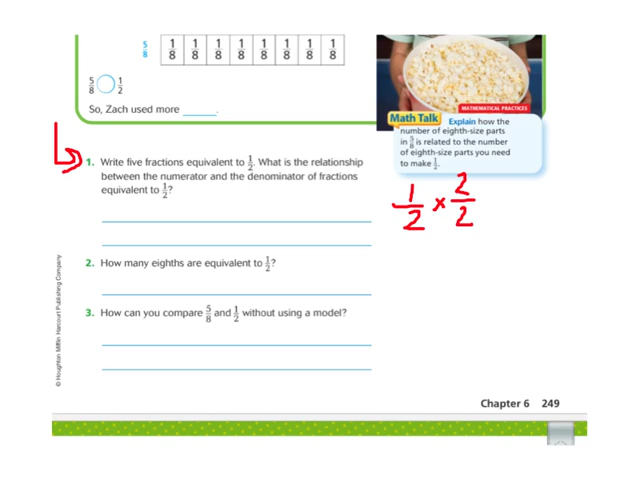 5/8 1/8 1/8 1/8 1/8 1/8 1/8 1/8 1/8
5/8 ◯ 1/2
So, Zach used more ______.
MATHEMATICAL PRACTICES
Math Talk Explain how the
number of eighth-size parts
in 5/8 is related to the number
of eighth-size parts you need
to make 1/2.
1. Write five fractions equivalent to 1/2. What is the relationship
between the numerator and the denominator of fractions
equivalent to 1/2?
1/2 × 2/2
2. How many eighths are equivalent to 1/2?
3. How can you compare 5/8 and 1/2 without using a model?
© Houghton Mifflin Harcourt Publishing Company
Chapter 6 249